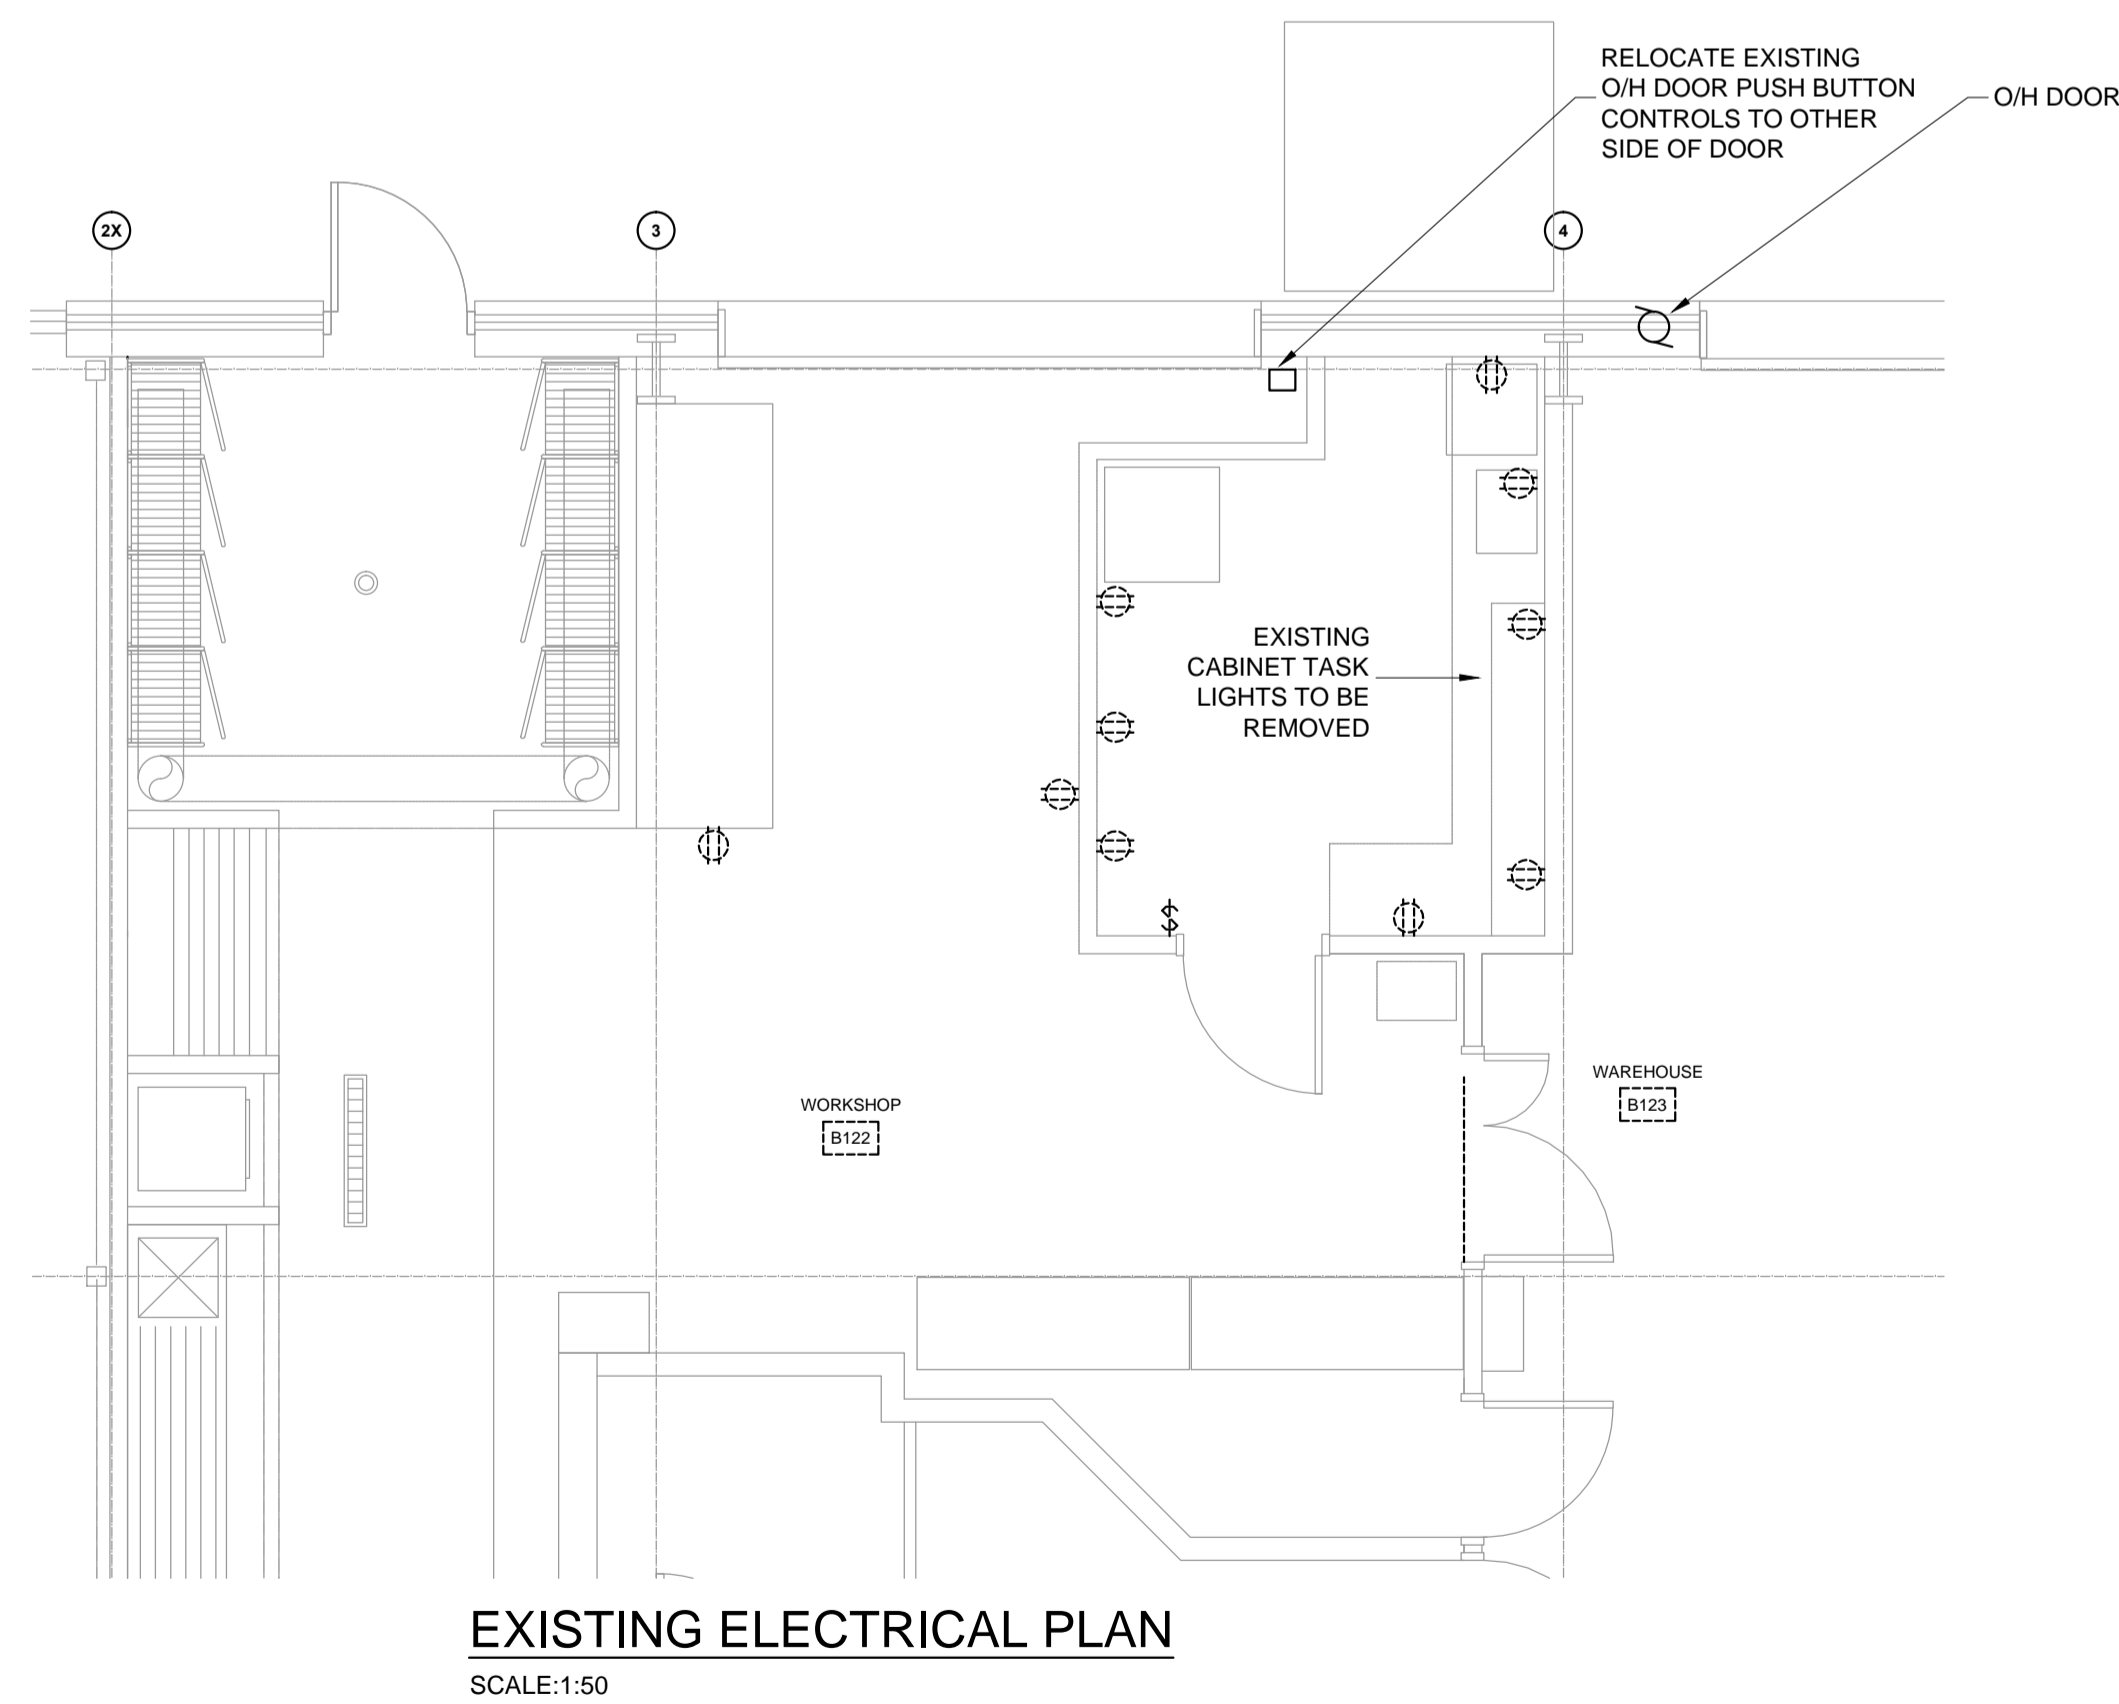 RELOCATE EXISTING
O/H DOOR PUSH BUTTON
CONTROLS TO OTHER
SIDE OF DOOR
O/H DOOR
2X
3
4
EXISTING
CABINET TASK
LIGHTS TO BE
REMOVED
$
WORKSHOP
B122
WAREHOUSE
B123
EXISTING ELECTRICAL PLAN
SCALE:1:50